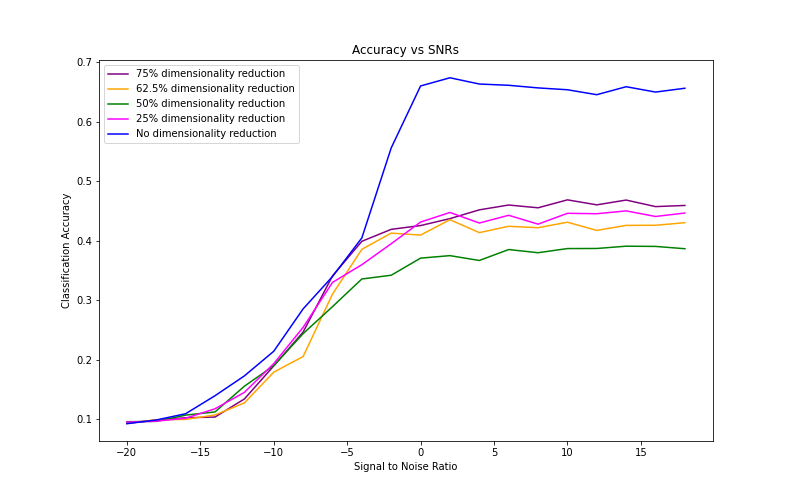 Accuracy vs SNRs
0.7
0.6
0.5
0.4
0.3
0.2
0.1
Classification Accuracy
75% dimensionality reduction
62.5% dimensionality reduction
50% dimensionality reduction
25% dimensionality reduction
No dimensionality reduction
−20 −15 −10 −5 0 5 10 15
Signal to Noise Ratio